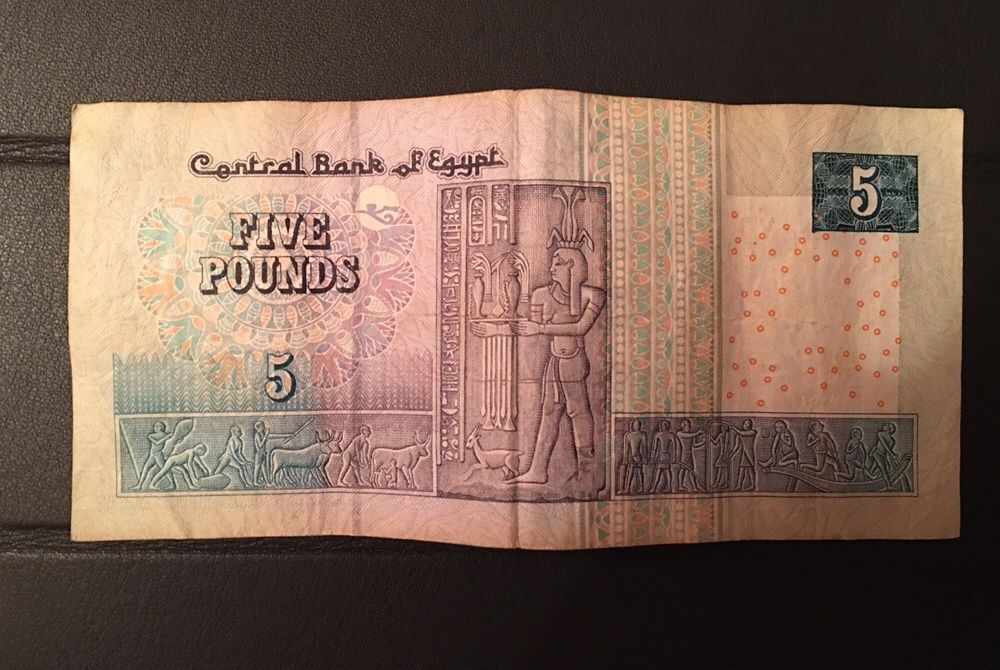 Central Bank of Egypt
FIVE
POUNDS
5
5